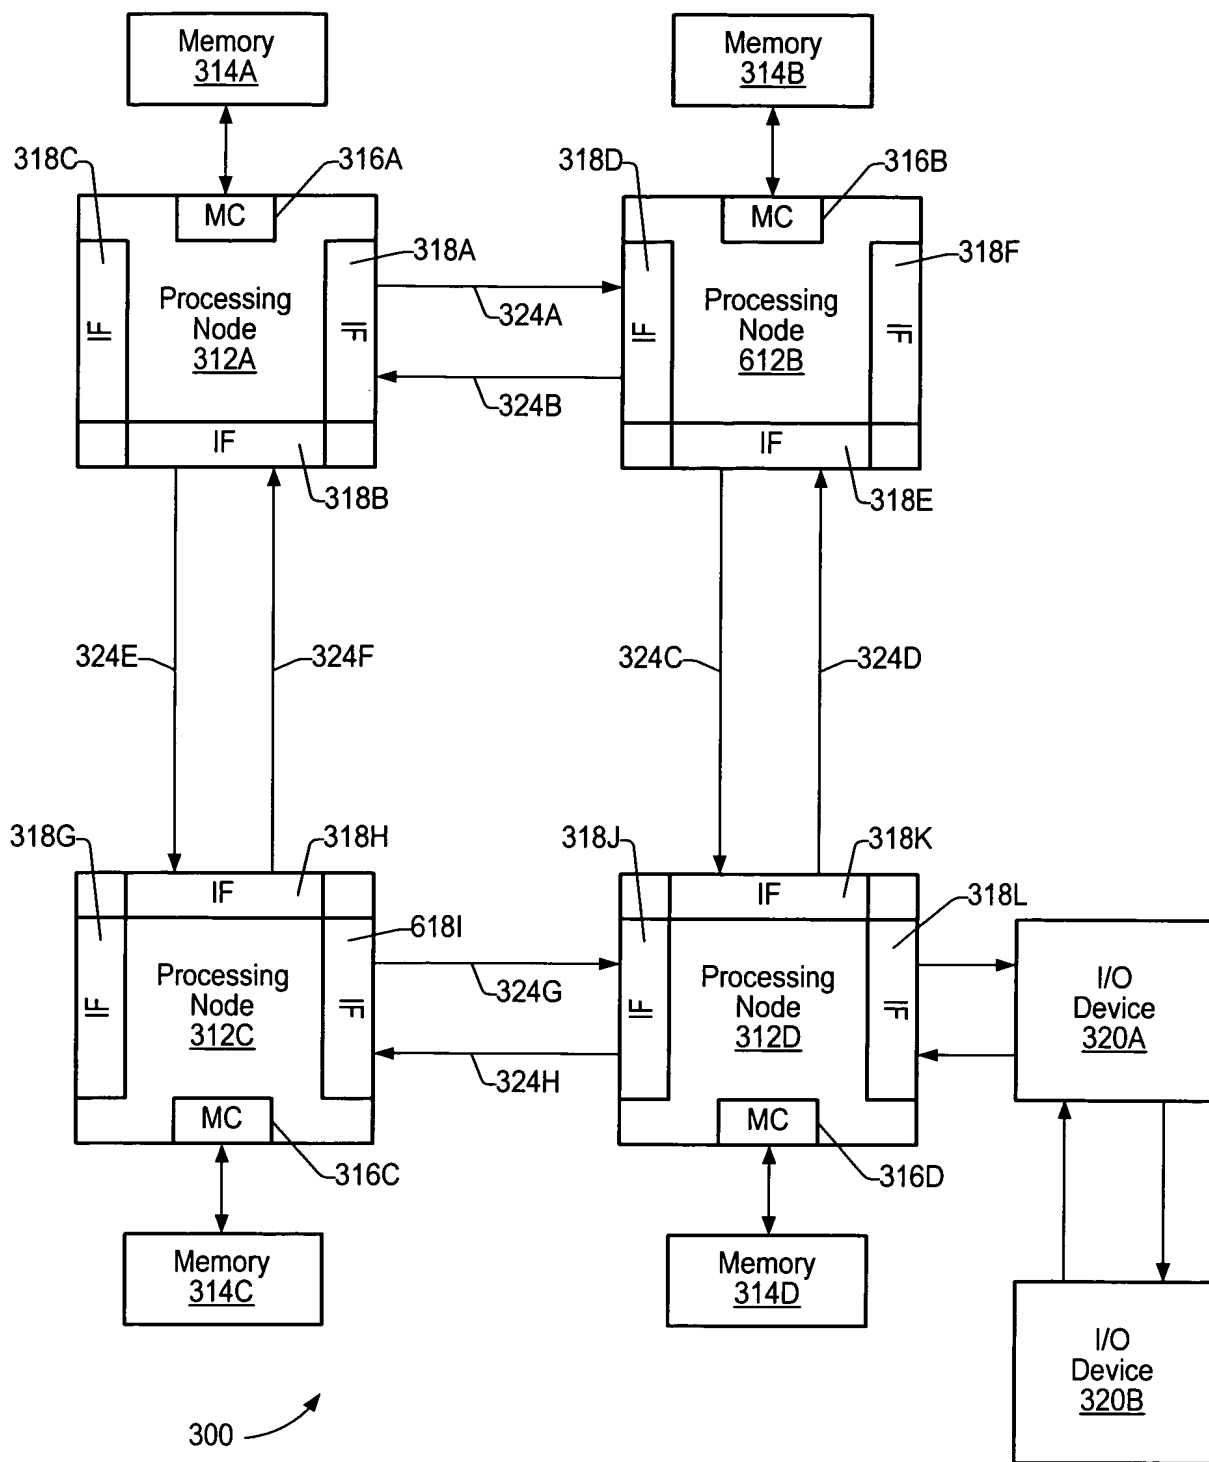 Memory
314A
Memory
314B
318C
316A
318D
316B
MC
MC
318A
318F
Processing
Node
312A
IF
IF
324A
Processing
Node
612B
IF
IF
324B
IF
IF
318B
318E
324E
324F
324C
324D
318G
318H
318J
318K
IF
IF
318L
618I
Processing
Node
312C
IF
IF
324G
Processing
Node
312D
IF
IF
I/O
Device
320A
324H
MC
MC
316C
316D
Memory
314C
Memory
314D
I/O
Device
320B
300